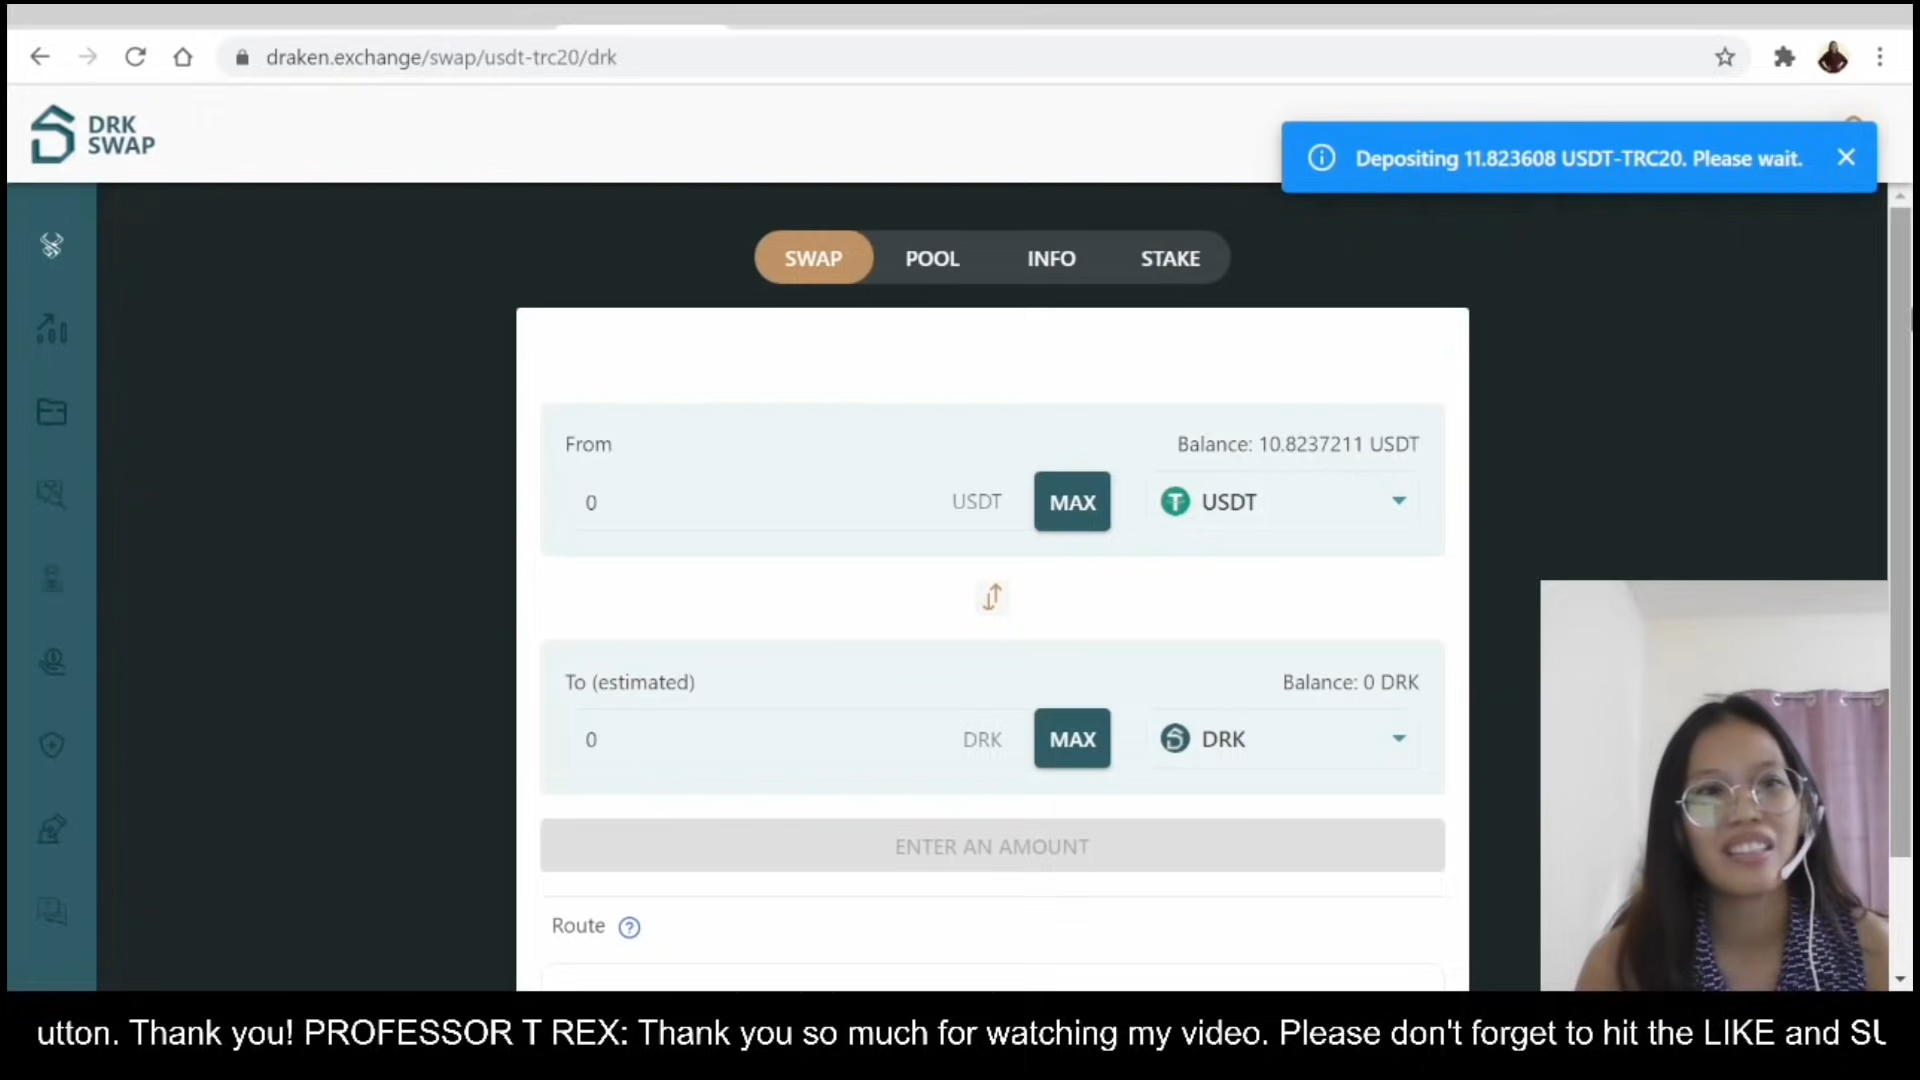 draken.exchange/swap/usdt-trc20/drk
DRK
SWAP
Depositing 11.823608 USDT-TRC20. Please wait.
SWAP POOL INFO STAKE
From Balance: 10.8237211 USDT
0 USDT MAX USDT
To (estimated) Balance: 0 DRK
0 DRK MAX DRK
ENTER AN AMOUNT
Route ?
utton. Thank you! PROFESSOR T REX: Thank you so much for watching my video. Please don't forget to hit the LIKE and SU